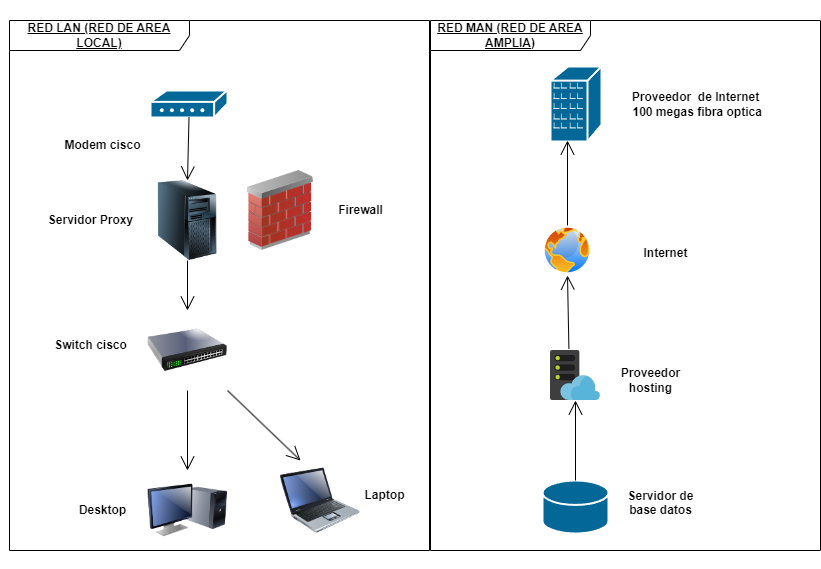 RED LAN (RED DE AREA
LOCAL)
Modem cisco
Servidor Proxy
Firewall
Switch cisco
Desktop
Laptop
RED MAN (RED DE AREA
AMPLIA)
Proveedor  de Internet
100 megas fibra optica
Internet
Proveedor
hosting
Servidor de
base datos